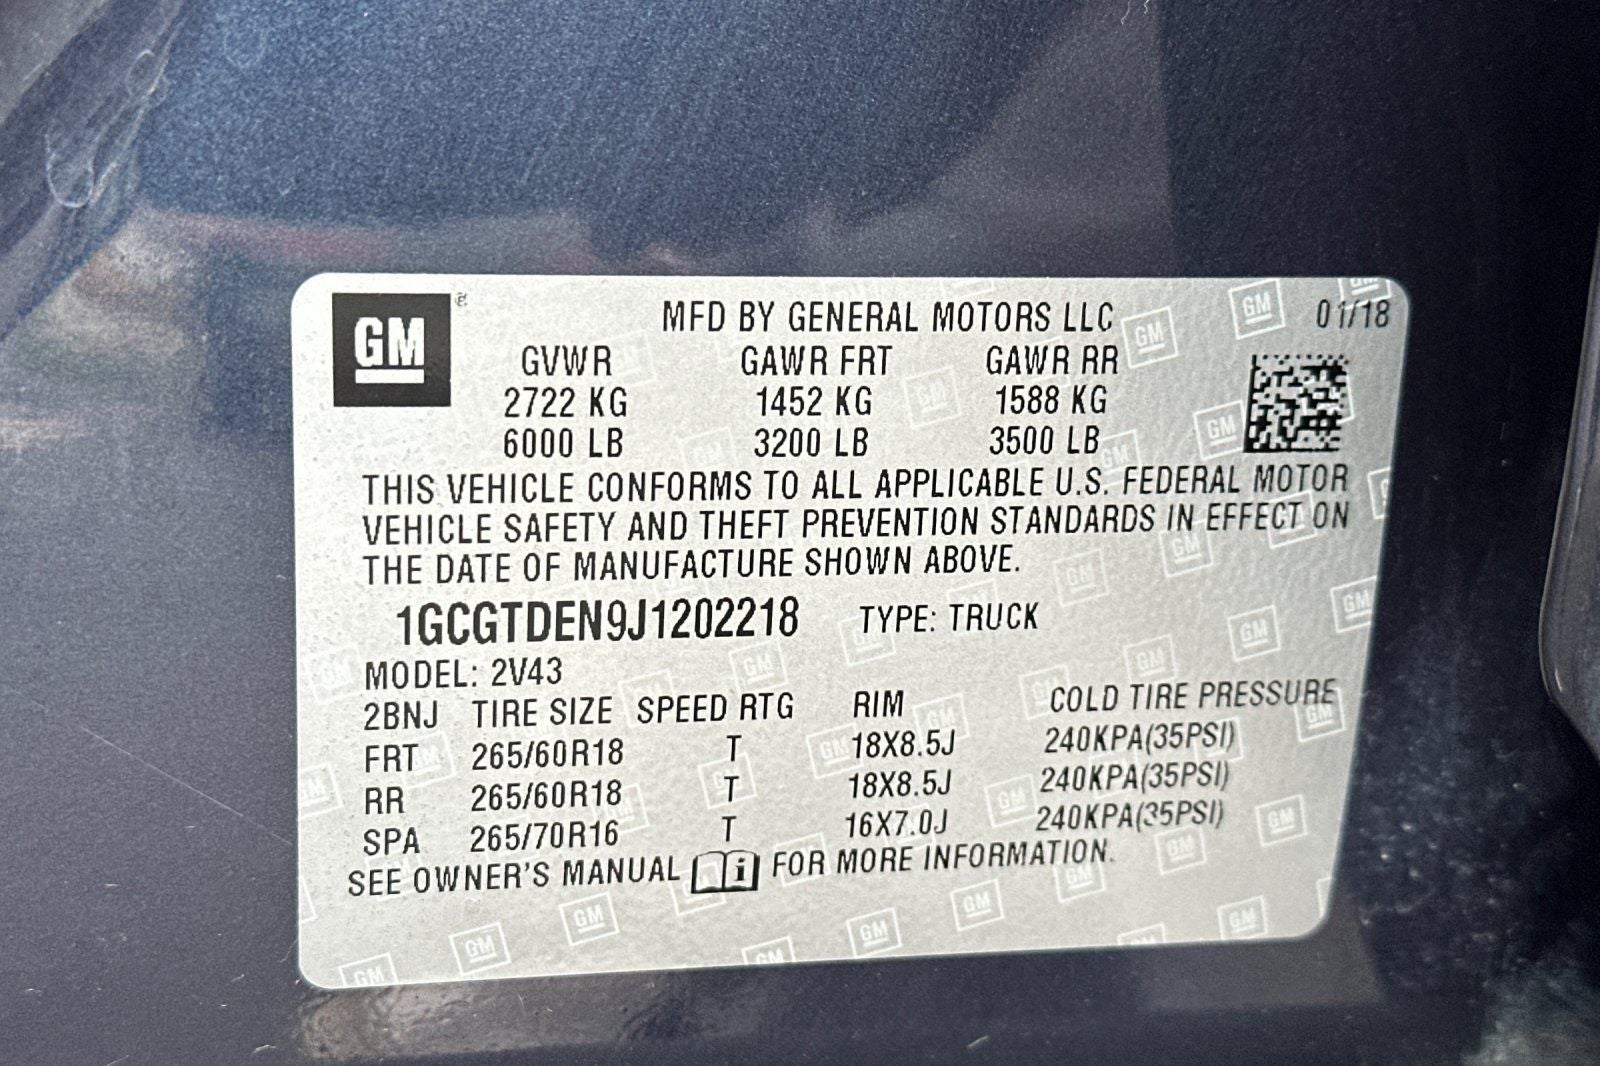 GM ® MFD BY GENERAL MOTORS LLC 01/18
GVWR GAWR FRT GAWR RR
2722 KG 1452 KG 1588 KG
6000 LB 3200 LB 3500 LB
THIS VEHICLE CONFORMS TO ALL APPLICABLE U.S. FEDERAL MOTOR
VEHICLE SAFETY AND THEFT PREVENTION STANDARDS IN EFFECT ON
THE DATE OF MANUFACTURE SHOWN ABOVE.
1GCGTDEN9J1202218 TYPE: TRUCK
MODEL: 2V43
2BNJ TIRE SIZE SPEED RTG RIM COLD TIRE PRESSURE
FRT 265/60R18 T 18X8.5J 240KPA(35PSI)
RR 265/60R18 T 18X8.5J 240KPA(35PSI)
SPA 265/70R16 T 16X7.0J 240KPA(35PSI)
SEE OWNER'S MANUAL i FOR MORE INFORMATION.